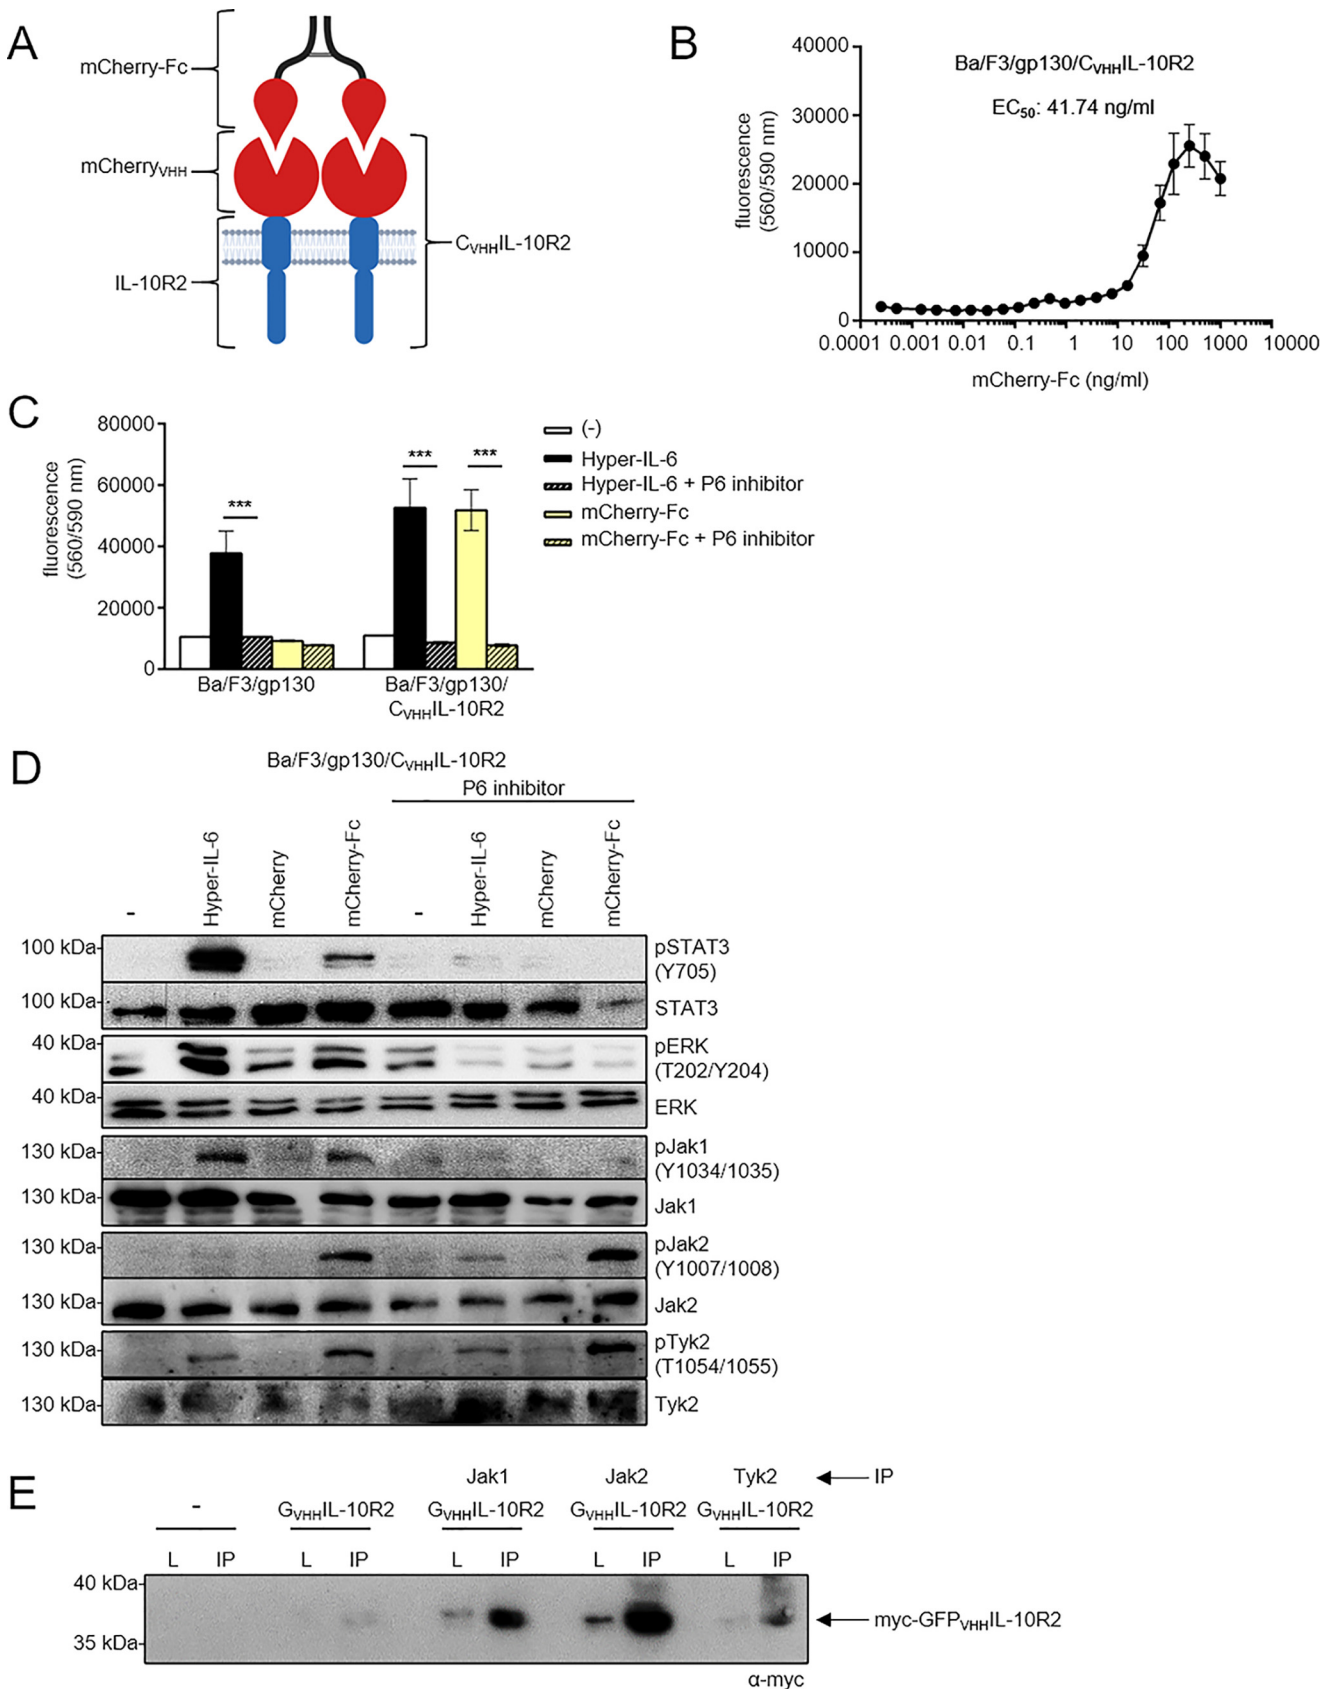 A
mCherry-Fc
mCherryVHH
IL-10R2
CVHHIL-10R2
B
Ba/F3/gp130/CVHHIL-10R2
EC50: 41.74 ng/ml
fluorescence
(560/590 nm)
40000
30000
20000
10000
0
0.0001 0.001 0.01 0.1 1 10 100 1000 10000
mCherry-Fc (ng/ml)
C
fluorescence
(560/590 nm)
80000
60000
40000
20000
0
***
*** ***
Ba/F3/gp130
Ba/F3/gp130/
CVHHIL-10R2
(-)
Hyper-IL-6
Hyper-IL-6 + P6 inhibitor
mCherry-Fc
mCherry-Fc + P6 inhibitor
D
Ba/F3/gp130/CVHHIL-10R2
P6 inhibitor
- Hyper-IL-6 mCherry mCherry-Fc - Hyper-IL-6 mCherry mCherry-Fc
100 kDa- pSTAT3
(Y705)
100 kDa- STAT3
40 kDa- pERK
(T202/Y204)
40 kDa- ERK
130 kDa- pJak1
(Y1034/1035)
130 kDa- Jak1
130 kDa- pJak2
(Y1007/1008)
130 kDa- Jak2
130 kDa- pTyk2
(T1054/1055)
130 kDa- Tyk2
E
Jak1 Jak2 Tyk2 IP
- GVHHIL-10R2 GVHHIL-10R2 GVHHIL-10R2 GVHHIL-10R2
L IP L IP L IP L IP L IP
40 kDa-
35 kDa-
myc-GFPVHHIL-10R2
α-myc